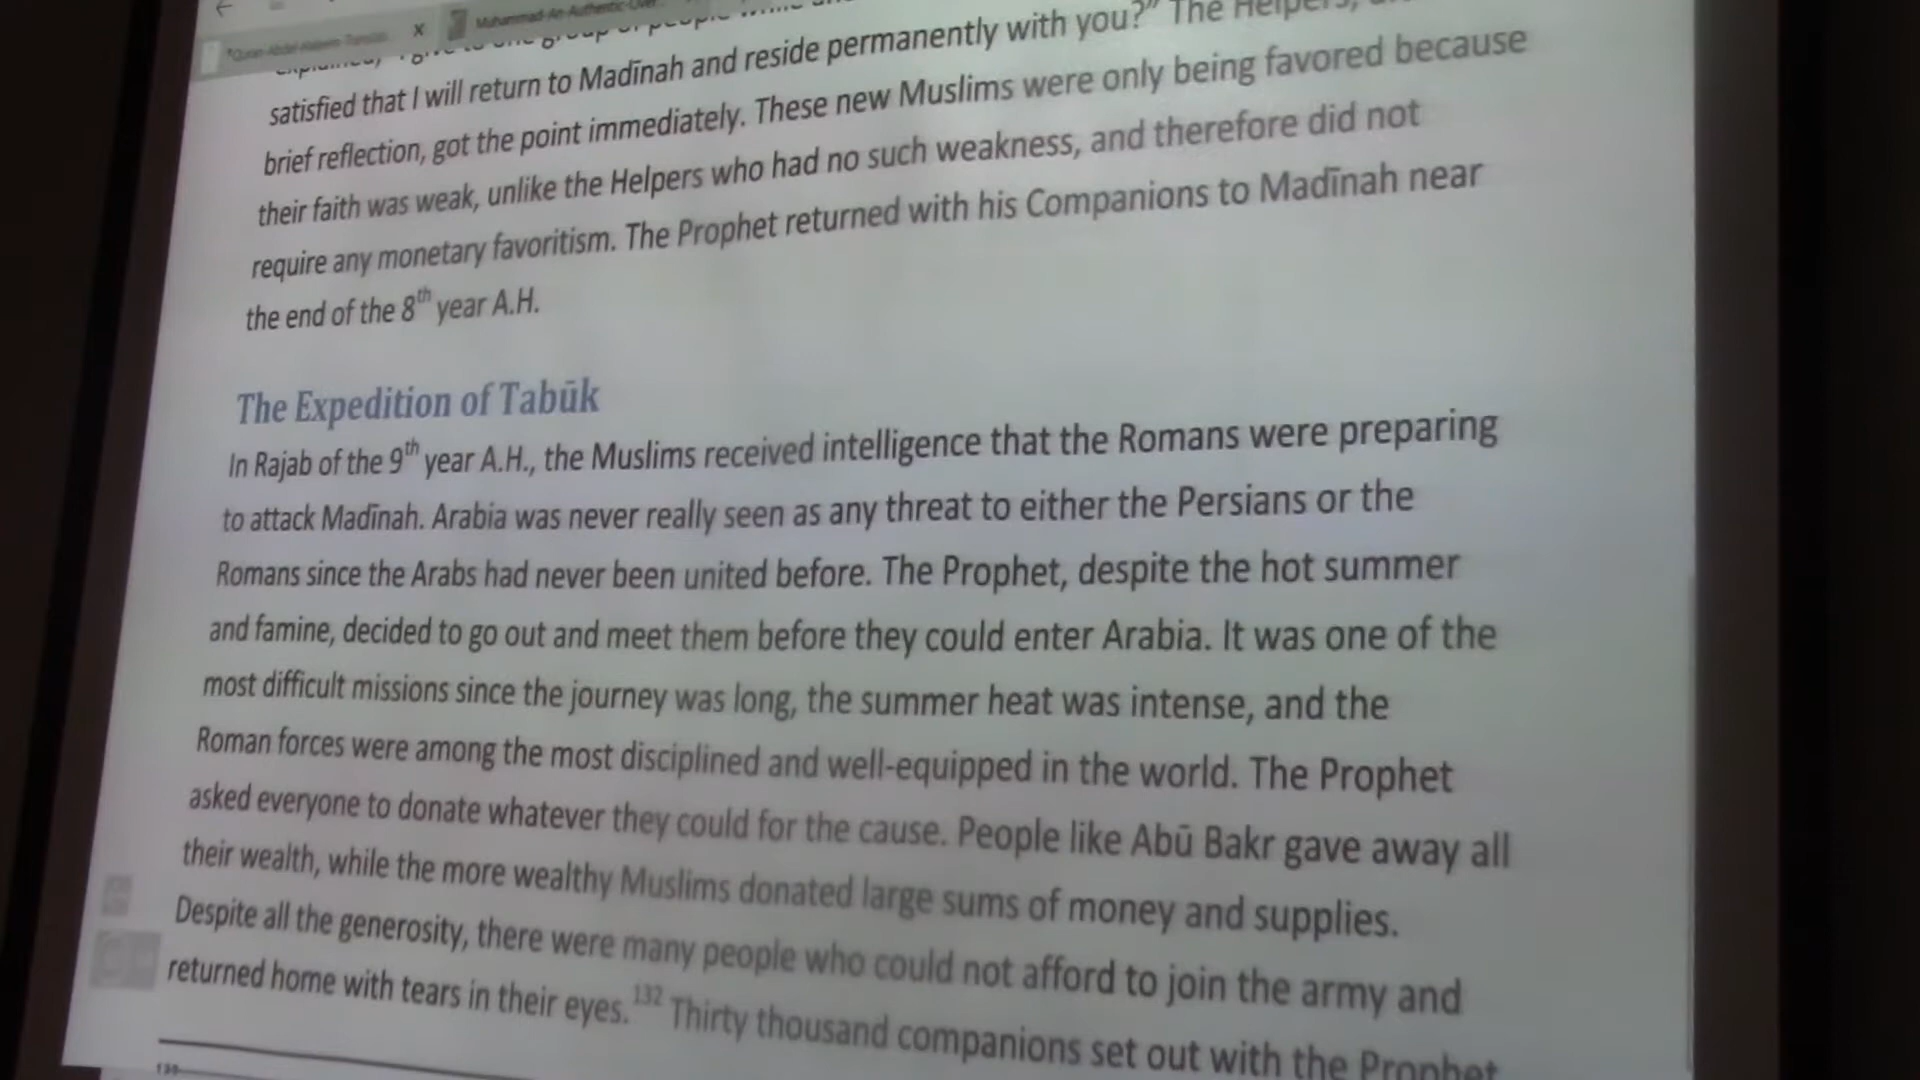 Muhammad-An-Authentic-Over...
satisfied that I will return to Madīnah and reside permanently with you?" The Helpers,
brief reflection, got the point immediately. These new Muslims were only being favored because
their faith was weak, unlike the Helpers who had no such weakness, and therefore did not
require any monetary favoritism. The Prophet returned with his Companions to Madīnah near
the end of the 8th year A.H.
The Expedition of Tabūk
In Rajab of the 9th year A.H., the Muslims received intelligence that the Romans were preparing
to attack Madīnah. Arabia was never really seen as any threat to either the Persians or the
Romans since the Arabs had never been united before. The Prophet, despite the hot summer
and famine, decided to go out and meet them before they could enter Arabia. It was one of the
most difficult missions since the journey was long, the summer heat was intense, and the
Roman forces were among the most disciplined and well-equipped in the world. The Prophet
asked everyone to donate whatever they could for the cause. People like Abū Bakr gave away all
their wealth, while the more wealthy Muslims donated large sums of money and supplies.
Despite all the generosity, there were many people who could not afford to join the army and
returned home with tears in their eyes.132 Thirty thousand companions set out with the Prophet